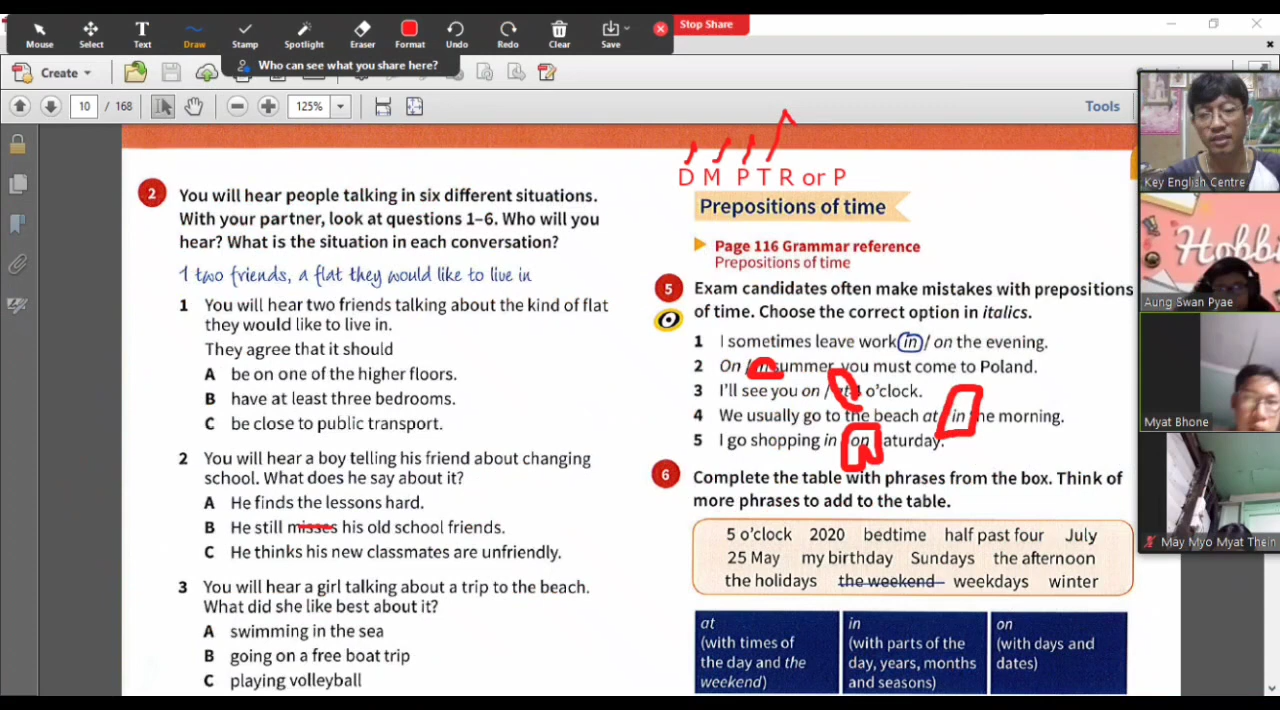 Stop Share
Mouse Select Text Draw Stamp Spotlight Eraser Format Undo Redo Clear Save
Who can see what you share here?
Create
10 / 168
125%
Tools
2 You will hear people talking in six different situations.
With your partner, look at questions 1–6. Who will you
hear? What is the situation in each conversation?
1 two friends, a flat they would like to live in
1 You will hear two friends talking about the kind of flat
they would like to live in.
They agree that it should
A be on one of the higher floors.
B have at least three bedrooms.
C be close to public transport.
2 You will hear a boy telling his friend about changing
school. What does he say about it?
A He finds the lessons hard.
B He still misses his old school friends.
C He thinks his new classmates are unfriendly.
3 You will hear a girl talking about a trip to the beach.
What did she like best about it?
A swimming in the sea
B going on a free boat trip
C playing volleyball
D M P T R or P
Prepositions of time
Page 116 Grammar reference
Prepositions of time
5 Exam candidates often make mistakes with prepositions
of time. Choose the correct option in italics.
1 I sometimes leave work in / on the evening.
2 On / in summer you must come to Poland.
3 I'll see you on / at 4 o'clock.
4 We usually go to the beach at / in the morning.
5 I go shopping in / on Saturday.
6 Complete the table with phrases from the box. Think of
more phrases to add to the table.
5 o'clock 2020 bedtime half past four July
25 May my birthday Sundays the afternoon
the holidays the weekend weekdays winter
at
(with times of
the day and the
weekend)
in
(with parts of the
day, years, months
and seasons)
on
(with days and
dates)
Key English Centre
Hobbi
Aung Swan Pyae
Myat Bhone
May Myo Myat Thein